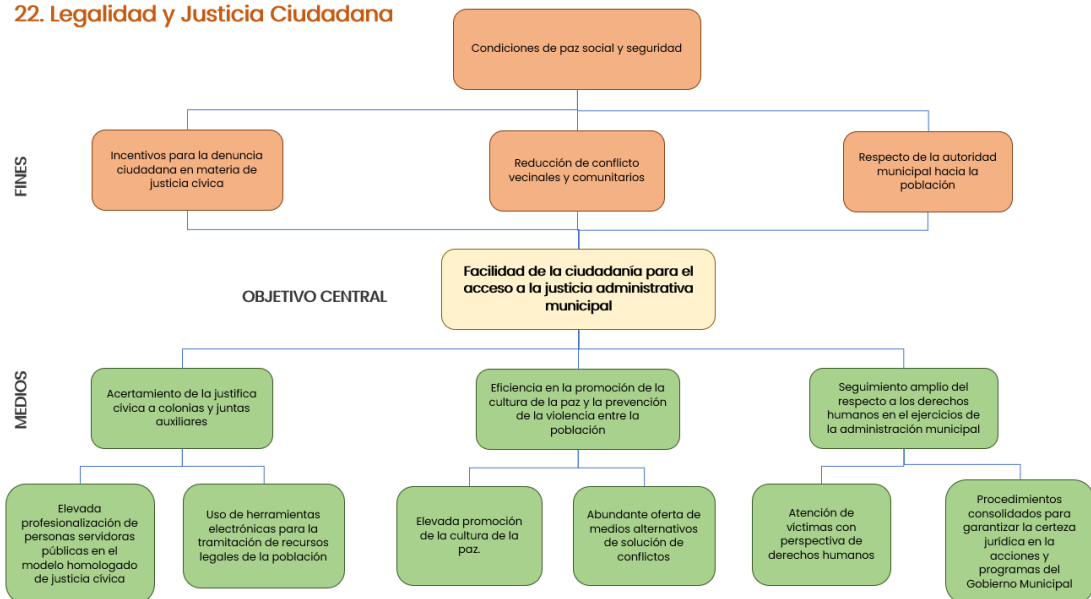 22. Legalidad y Justicia Ciudadana
Condiciones de paz social y seguridad
FINES
Incentivos para la denuncia
ciudadana en materia de
justicia cívica
Reducción de conflicto
vecinales y comunitarios
Respecto de la autoridad
municipal hacia la
población
OBJETIVO CENTRAL
Facilidad de la ciudadanía para el
acceso a la justicia administrativa
municipal
MEDIOS
Acertamiento de la justifica
cívica a colonias y juntas
auxiliares
Eficiencia en la promoción de la
cultura de la paz y la prevención
de la violencia entre la
población
Seguimiento amplio del
respecto a los derechos
humanos en el ejercicios de
la administración municipal
Elevada
profesionalización de
personas servidoras
públicas en el
modelo homologado
de justicia cívica
Uso de herramientas
electrónicas para la
tramitación de recursos
legales de la población
Elevada promoción
de la cultura de la
paz.
Abundante oferta de
medios alternativos
de solución de
conflictos
Atención de
víctimas con
perspectiva de
derechos humanos
Procedimientos
consolidados para
garantizar la certeza
jurídica en la
acciones y
programas del
Gobierno Municipal